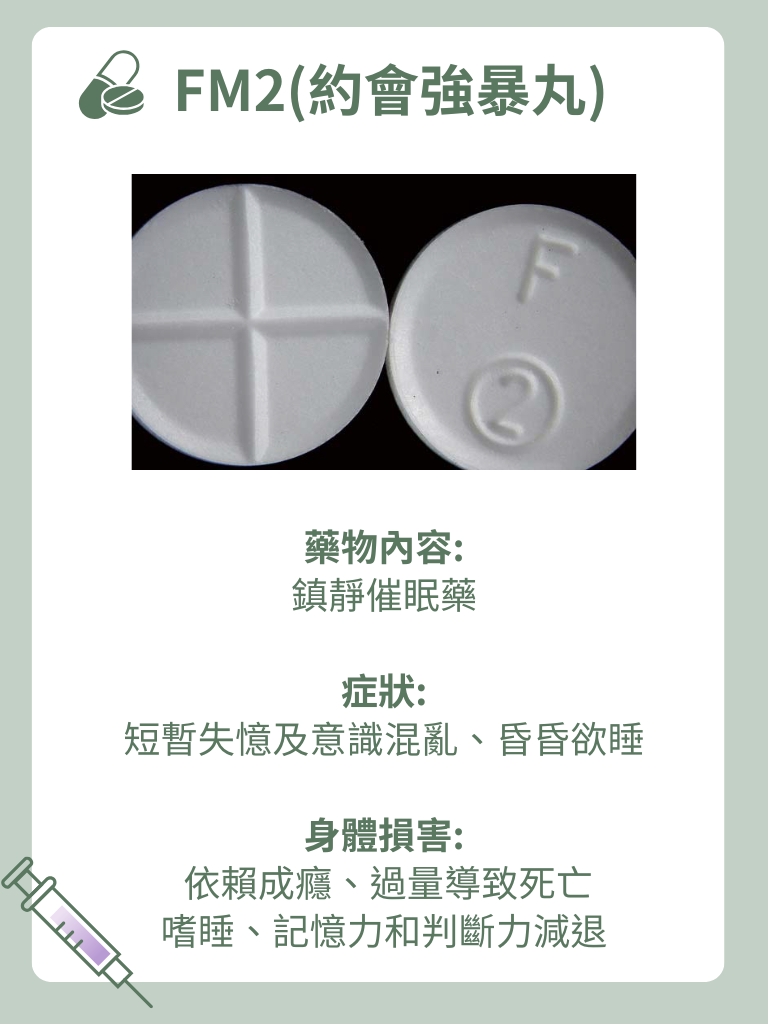 FM2(約會強暴丸)
F
2
藥物內容:
鎮靜催眠藥
症狀:
短暫失憶及意識混亂、昏昏欲睡
身體損害:
依賴成癮、過量導致死亡
嗜睡、記憶力和判斷力減退